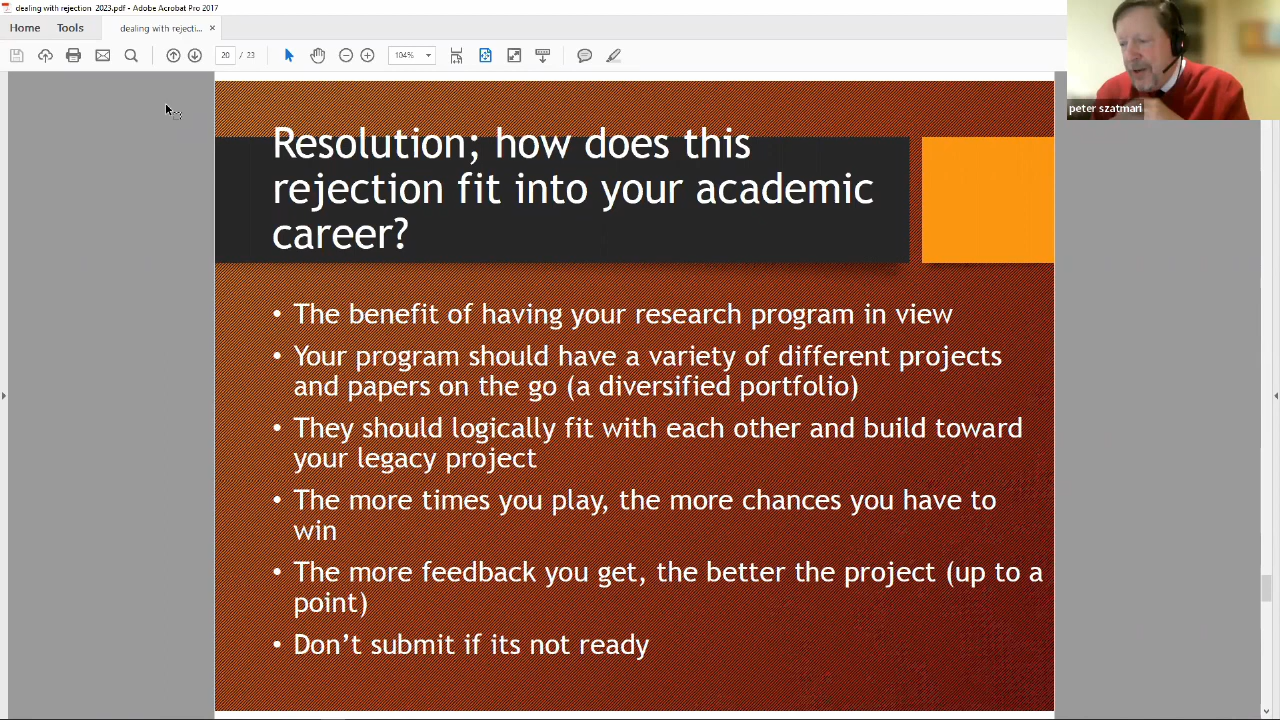 dealing with rejection 2023.pdf - Adobe Acrobat Pro 2017
Home Tools dealing with rejecti... ×
20 / 23 104%
peter szatmari
Resolution; how does this
rejection fit into your academic
career?
• The benefit of having your research program in view
• Your program should have a variety of different projects
and papers on the go (a diversified portfolio)
• They should logically fit with each other and build toward
your legacy project
• The more times you play, the more chances you have to
win
• The more feedback you get, the better the project (up to a
point)
• Don’t submit if its not ready